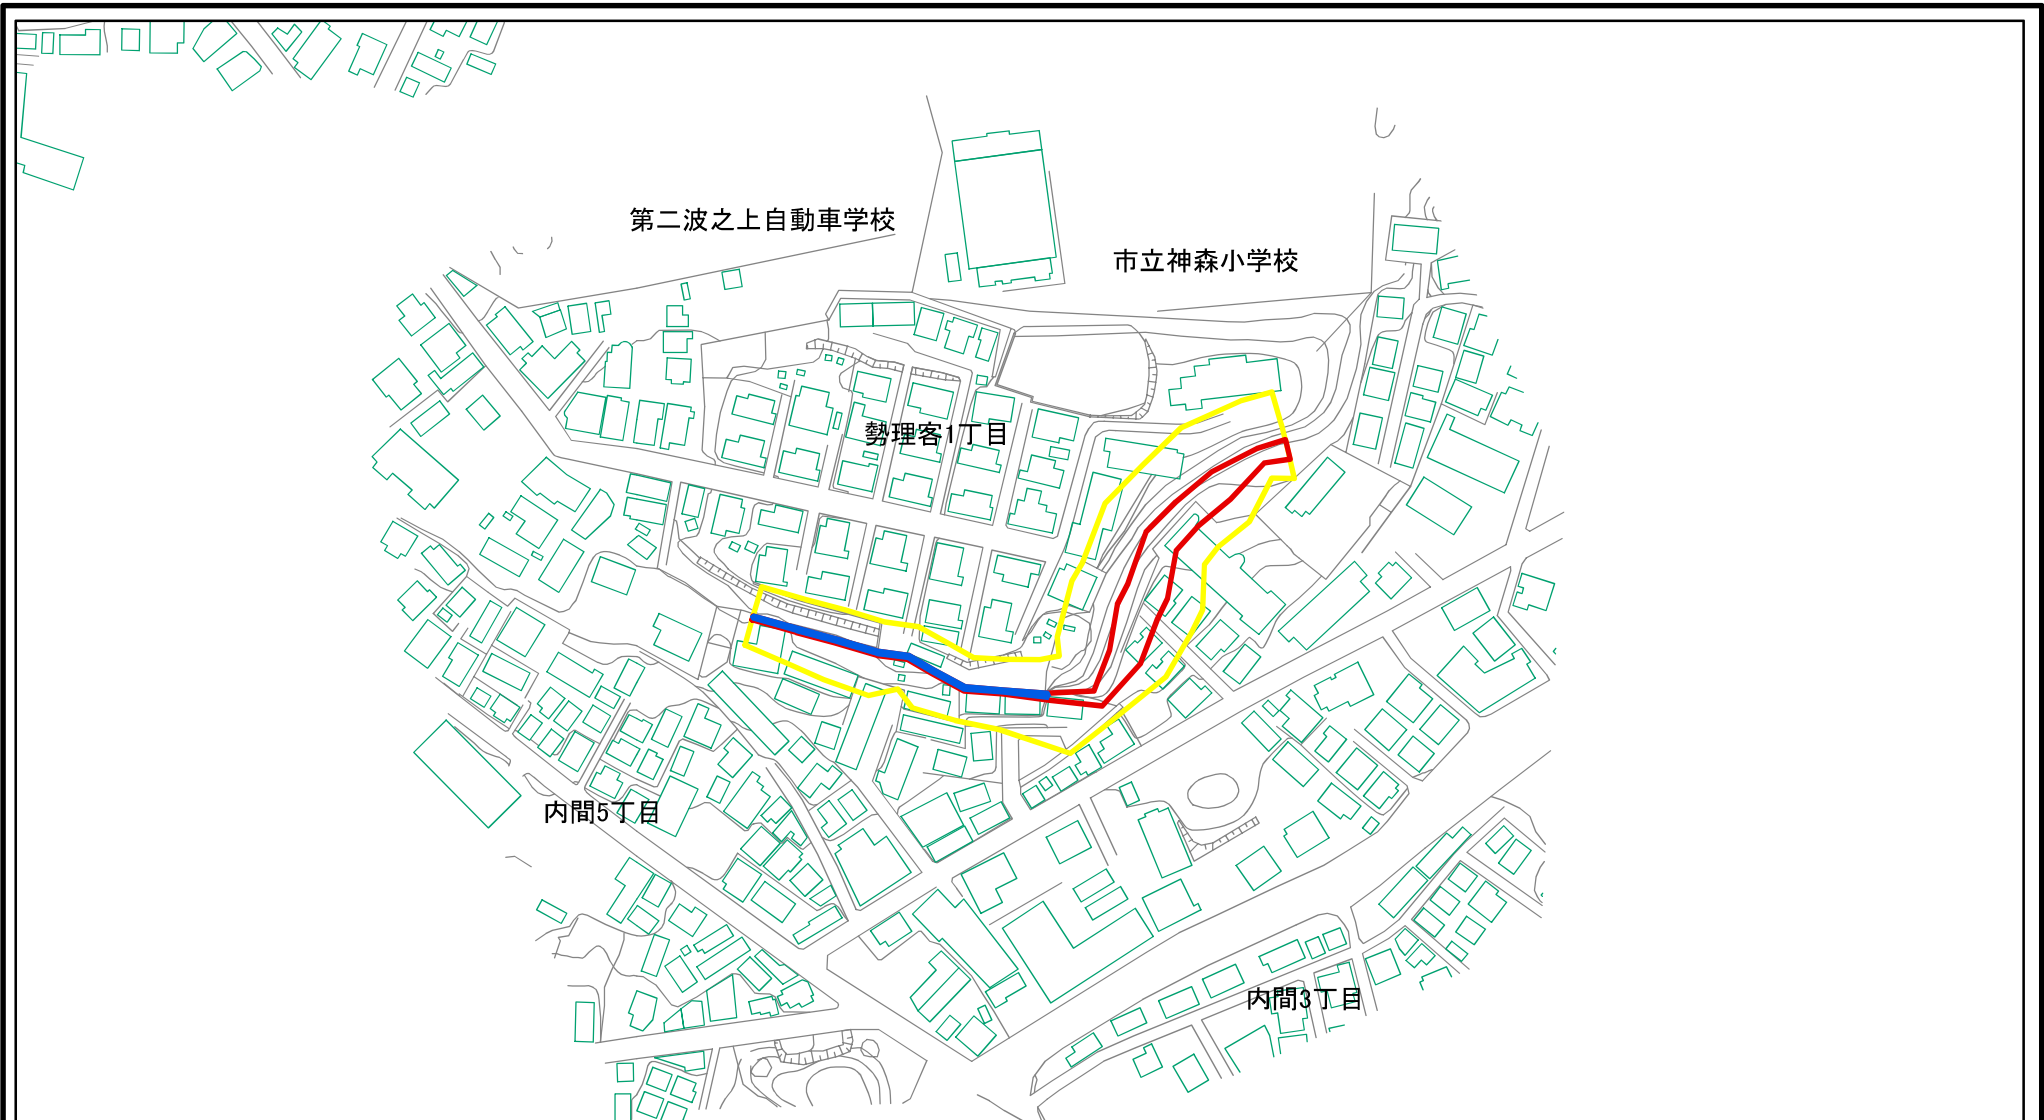 第二波之上自動車学校
市立神森小学校
勢理客1丁目
内間5丁目
内間3丁目